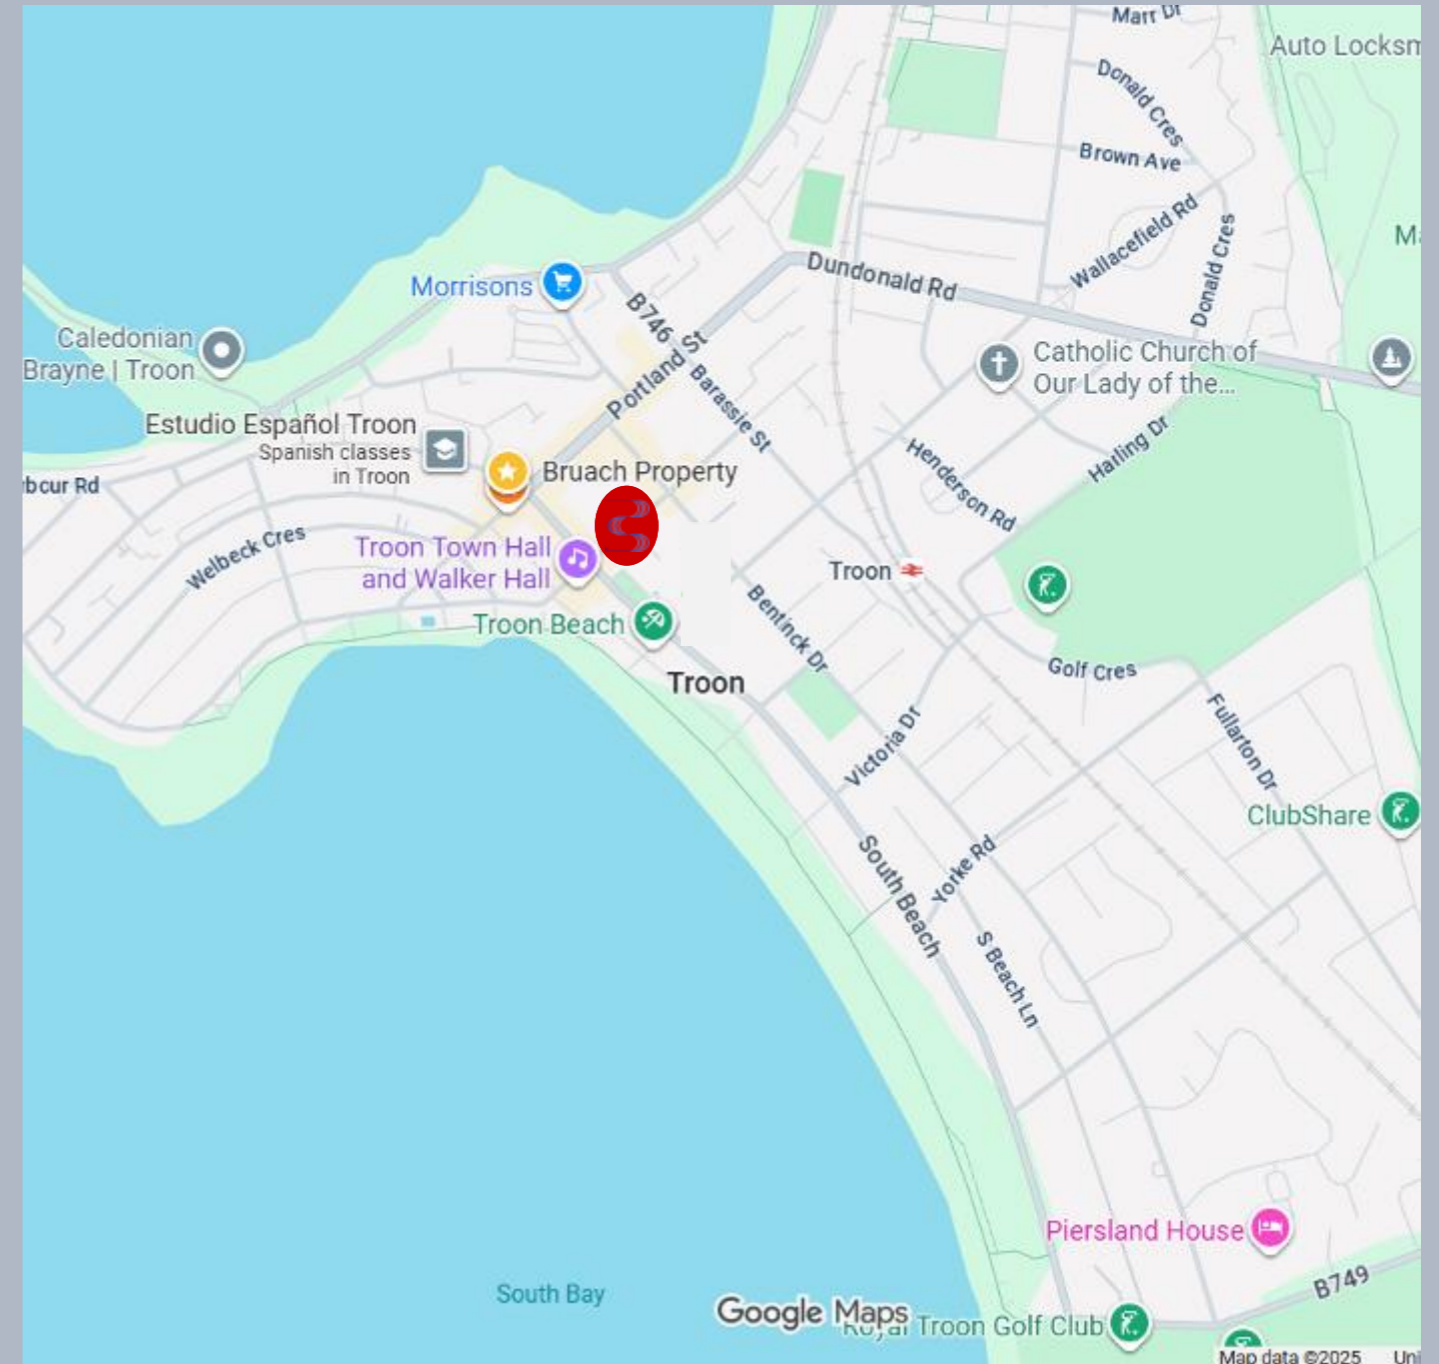 Marr Dr
Auto Locksm
Donald Cres
Brown Ave
Wallacefield Rd
Donald Cres
M
Dundonald Rd
Morrisons
B746
Caledonian
Brayne | Troon
Portland St
Barassie St
Catholic Church of
Our Lady of the...
Estudio Español Troon
Spanish classes
in Troon
Harling Dr
Henderson Rd
Bruach Property
bcur Rd
Welbeck Cres
Troon Town Hall
and Walker Hall
Troon
Bentinck Dr
Troon Beach
Troon
Golf Cres
Victoria Dr
Fullarton Dr
ClubShare
South Beach
Yorke Rd
S Beach Ln
Piersland House
South Bay
B749
Google Maps
Royal Troon Golf Club
Map data ©2025
Uni